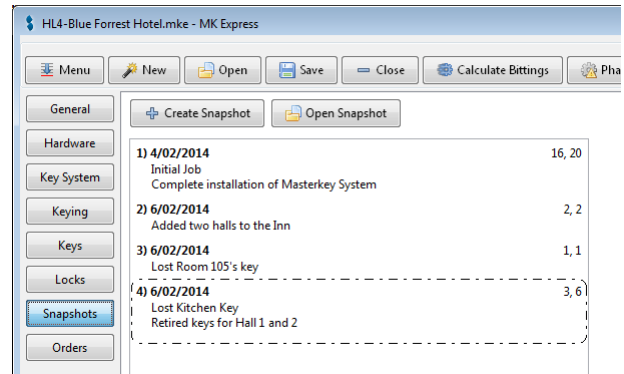 HL4-Blue Forrest Hotel.mke - MK Express
Menu New Open Save Close Calculate Bittings Pha
General
Create Snapshot Open Snapshot
Hardware
Key System
Keying
Keys
Locks
Snapshots
Orders
1) 4/02/2014 16, 20
Initial Job
Complete installation of Masterkey System
2) 6/02/2014 2, 2
Added two halls to the Inn
3) 6/02/2014 1, 1
Lost Room 105's key
4) 6/02/2014 3, 6
Lost Kitchen Key
Retired keys for Hall 1 and 2